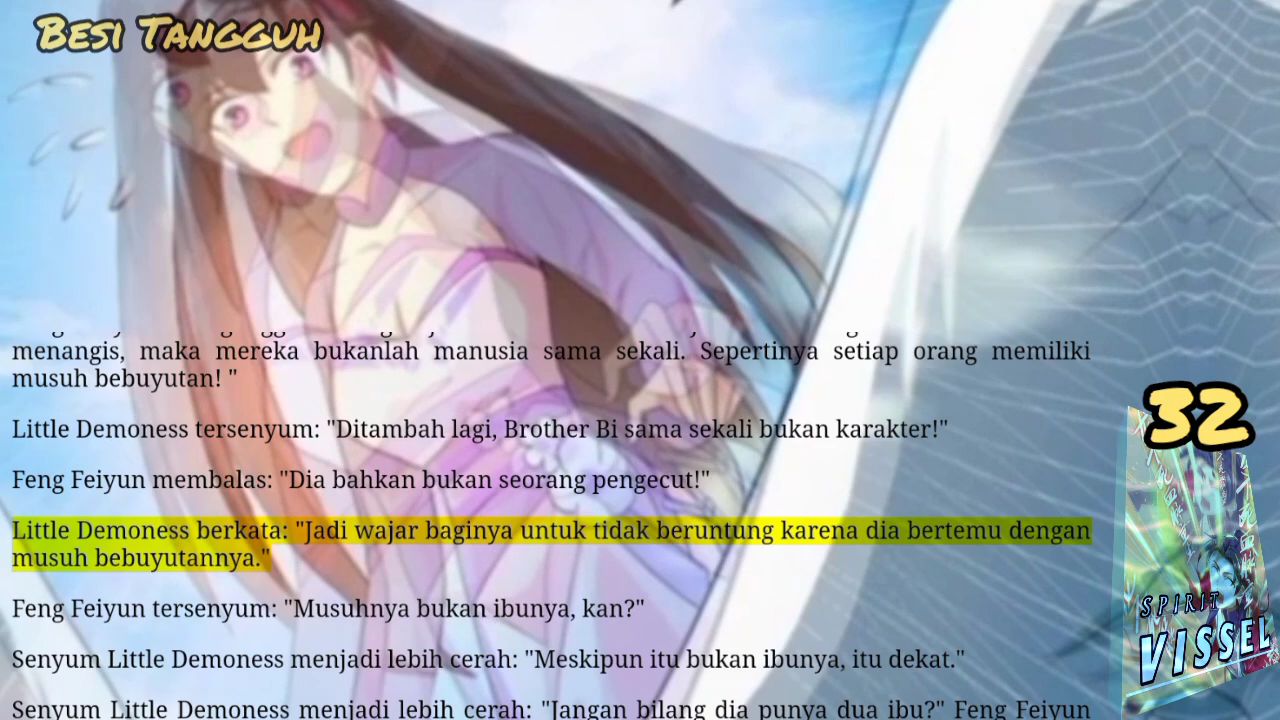 Besi Tangguh
menangis, maka mereka bukanlah manusia sama sekali. Sepertinya setiap orang memiliki
musuh bebuyutan! "
Little Demoness tersenyum: "Ditambah lagi, Brother Bi sama sekali bukan karakter!"
Feng Feiyun membalas: "Dia bahkan bukan seorang pengecut!"
Little Demoness berkata: "Jadi wajar baginya untuk tidak beruntung karena dia bertemu dengan
musuh bebuyutannya."
Feng Feiyun tersenyum: "Musuhnya bukan ibunya, kan?"
Senyum Little Demoness menjadi lebih cerah: "Meskipun itu bukan ibunya, itu dekat."
Senyum Little Demoness menjadi lebih cerah: "Jangan bilang dia punya dua ibu?" Feng Feiyun
32
SPIRIT
VISSEL